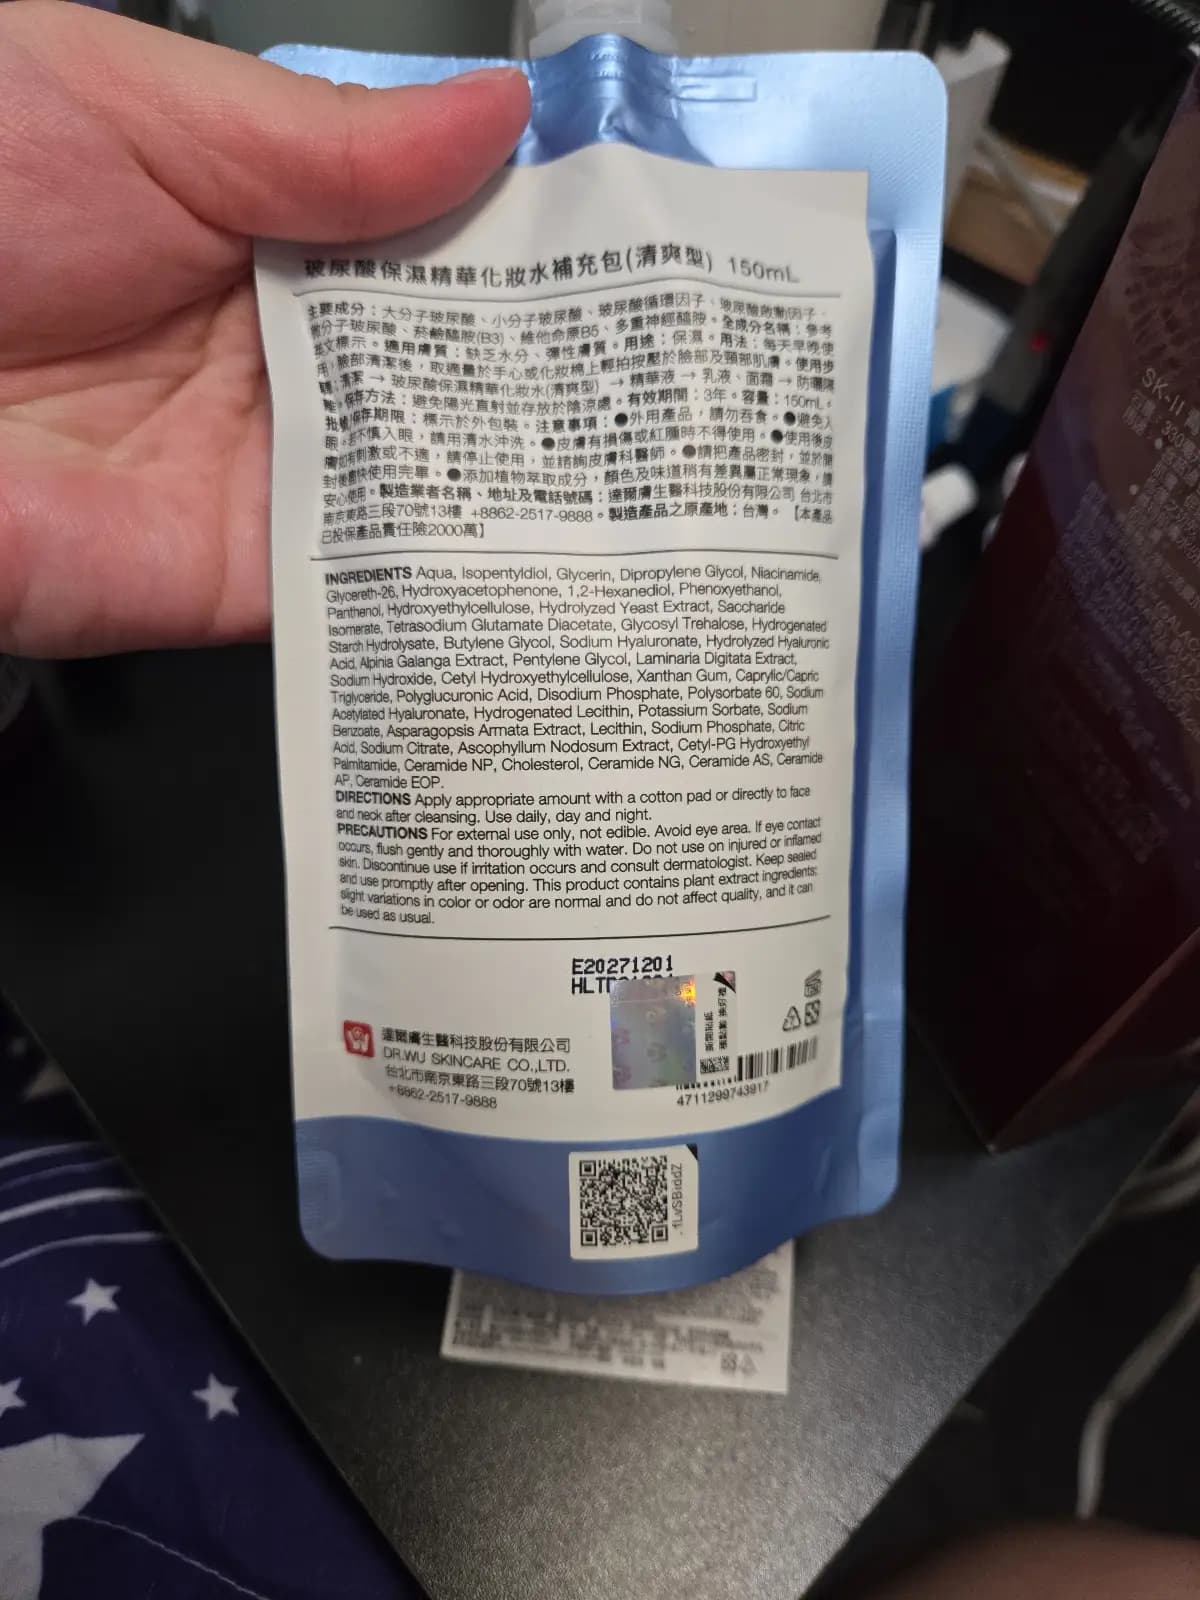 玻尿酸保濕精華化妝水補充包(清爽型) 150mL
主要成分：大分子玻尿酸、小分子玻尿酸、玻尿酸循環因子、玻尿酸啟動因子、
微分子玻尿酸、菸鹼醯胺(B3)、維他命原B5、多重神經醯胺。全成分名稱：參考
英文標示。適用膚質：缺乏水分、彈性膚質。用途：保濕。用法：每天早晚使
用，臉部清潔後，取適量於手心或化妝棉上輕拍按壓於臉部及頸部肌膚。使用步
驟：清潔 → 玻尿酸保濕精華化妝水(清爽型) → 精華液 → 乳液、面霜 → 防曬隔
離。保存方法：避免陽光直射並存放於陰涼處。有效期間：3年。容量：150mL。
批號/保存期限：標示於外包裝。注意事項：●外用產品，請勿吞食。●避免入
眼，若不慎入眼，請用清水沖洗。●皮膚有損傷或紅腫時不得使用。●使用後皮
膚如有刺激或不適，請停止使用，並諮詢皮膚科醫師。●請把產品密封，並於開
封後盡快使用完畢。●添加植物萃取成分，顏色及味道稍有差異屬正常現象，請
安心使用。製造業者名稱、地址及電話號碼：達爾膚生醫科技股份有限公司 台北市
南京東路三段70號13樓 +8862-2517-9888。製造產品之原產地：台灣。【本產品
已投保產品責任險2000萬】
INGREDIENTS Aqua, Isopentyldiol, Glycerin, Dipropylene Glycol, Niacinamide,
Glycereth-26, Hydroxyacetophenone, 1,2-Hexanediol, Phenoxyethanol,
Panthenol, Hydroxyethylcellulose, Hydrolyzed Yeast Extract, Saccharide
Isomerate, Tetrasodium Glutamate Diacetate, Glycosyl Trehalose, Hydrogenated
Starch Hydrolysate, Butylene Glycol, Sodium Hyaluronate, Hydrolyzed Hyaluronic
Acid, Alpinia Galanga Extract, Pentylene Glycol, Laminaria Digitata Extract,
Sodium Hydroxide, Cetyl Hydroxyethylcellulose, Xanthan Gum, Caprylic/Capric
Triglyceride, Polyglucuronic Acid, Disodium Phosphate, Polysorbate 60, Sodium
Acetylated Hyaluronate, Hydrogenated Lecithin, Potassium Sorbate, Sodium
Benzoate, Asparagopsis Armata Extract, Lecithin, Sodium Phosphate, Citric
Acid, Sodium Citrate, Ascophyllum Nodosum Extract, Cetyl-PG Hydroxyethyl
Palmitamide, Ceramide NP, Cholesterol, Ceramide NG, Ceramide AS, Ceramide
AP, Ceramide EOP.
DIRECTIONS Apply appropriate amount with a cotton pad or directly to face
and neck after cleansing. Use daily, day and night.
PRECAUTIONS For external use only, not edible. Avoid eye area. If eye contact
occurs, flush gently and thoroughly with water. Do not use on injured or inflamed
skin. Discontinue use if irritation occurs and consult dermatologist. Keep sealed
and use promptly after opening. This product contains plant extract ingredients;
slight variations in color or odor are normal and do not affect quality, and it can
be used as usual.
E20271201
達爾膚生醫科技股份有限公司
DR.WU SKINCARE CO.,LTD.
台北市南京東路三段70號13樓
+8862-2517-9888
4711299743917
SK-II